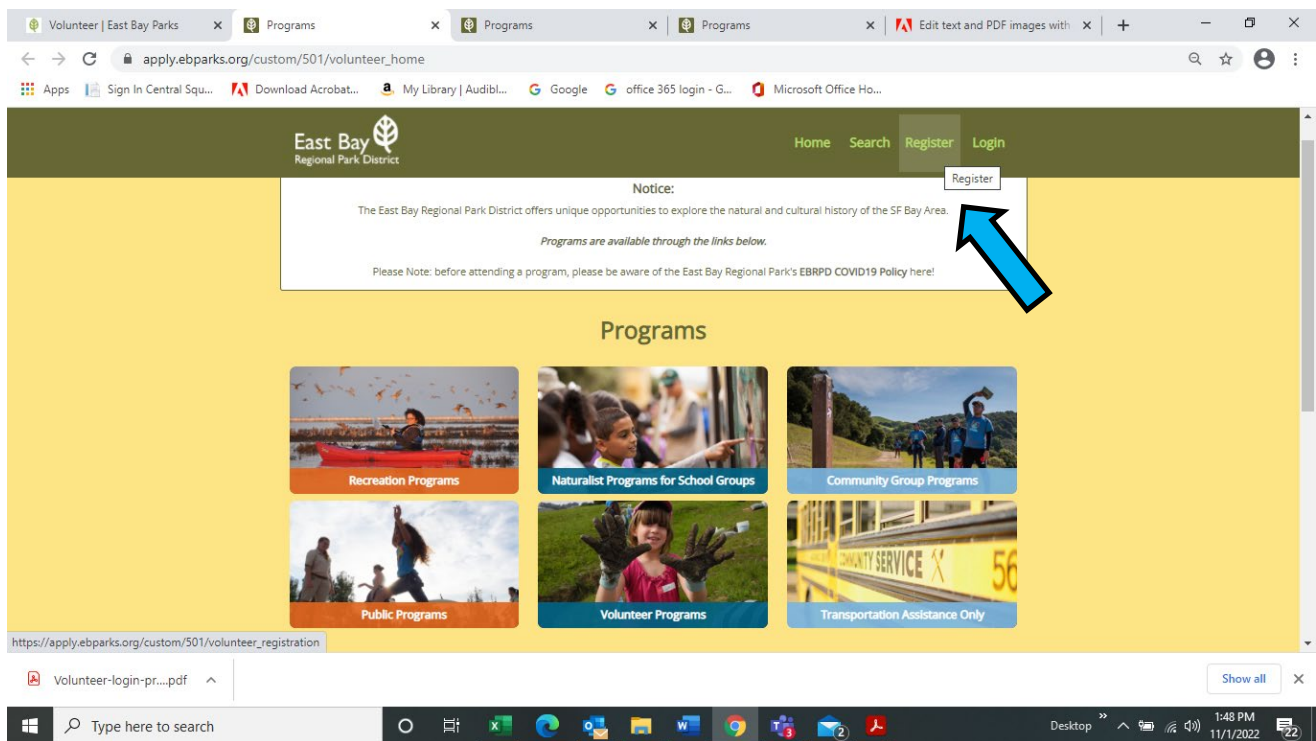 Volunteer | East Bay Parks
Programs
Programs
Programs
Edit text and PDF images with
apply.ebparks.org/custom/501/volunteer_home
Apps
Sign In Central Squ...
Download Acrobat...
My Library | Audibl...
Google
office 365 login - G...
Microsoft Office Ho...
East Bay
Regional Park District
Home Search Register Login
Register
Notice:
The East Bay Regional Park District offers unique opportunities to explore the natural and cultural history of the SF Bay Area.
Programs are available through the links below.
Please Note: before attending a program, please be aware of the East Bay Regional Park's EBRPD COVID19 Policy here!
Programs
Recreation Programs
Naturalist Programs for School Groups
Community Group Programs
COMMUNITY SERVICE 56
Public Programs
Volunteer Programs
Transportation Assistance Only
https://apply.ebparks.org/custom/501/volunteer_registration
Volunteer-login-pr....pdf
Show all
Type here to search
3
2
Desktop
1:48 PM
11/1/2022
22